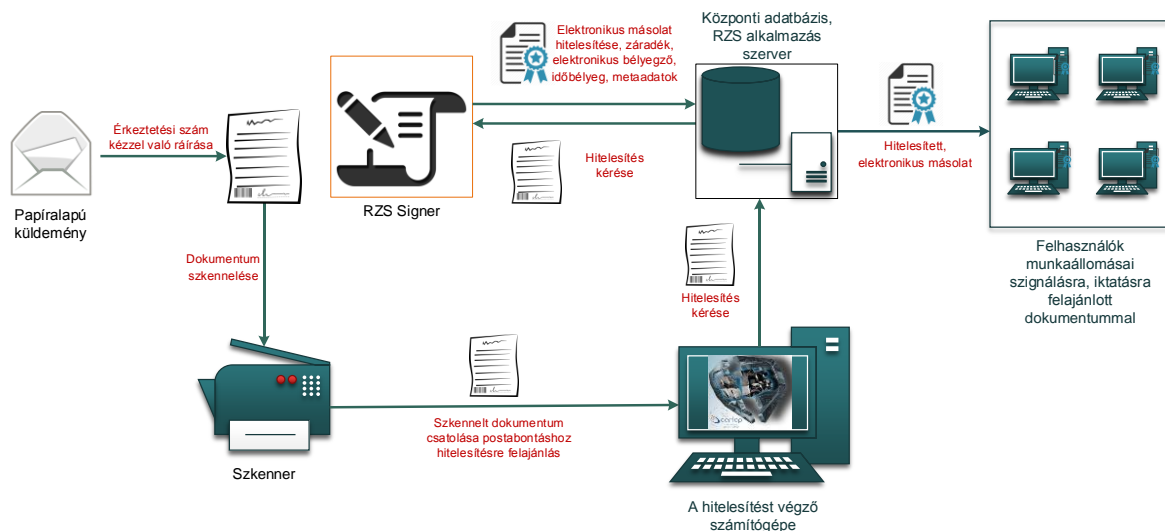 Elektronikus másolat
hitelesítése, záradék,
elektronikus bélyegző,
időbélyeg, metaadatok
Központi adatbázis,
RZS alkalmazás
szerver
Érkeztetési szám
kézzel való ráírása
Papíralapú
küldemény
RZS Signer
Hitelesítés
kérése
Hitelesített,
elektronikus másolat
Felhasználók
munkaállomásai
szignálásra, iktatásra
felajánlott
dokumentummal
Dokumentum
szkennelése
Hitelesítés
kérése
Szkennelt dokumentum
csatolása postabontáshoz
hitelesítésre felajánlás
Szkenner
A hitelesítést végző
számítógépe